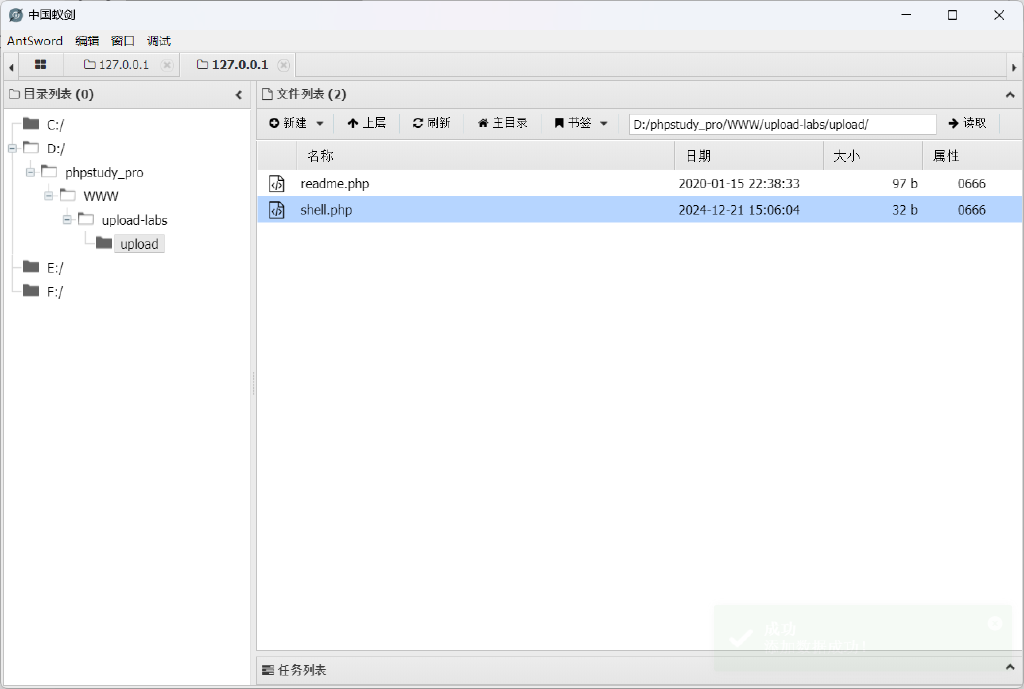 中国蚁剑
AntSword 编辑 窗口 调试
127.0.0.1 127.0.0.1
目录列表 (0)
C:/
D:/
phpstudy_pro
WWW
upload-labs
upload
E:/
F:/
文件列表 (2)
新建 上层 刷新 主目录 书签 D:/phpstudy_pro/WWW/upload-labs/upload/ 读取
名称 日期 大小 属性
readme.php 2020-01-15 22:38:33 97 b 0666
shell.php 2024-12-21 15:06:04 32 b 0666
成功
任务列表